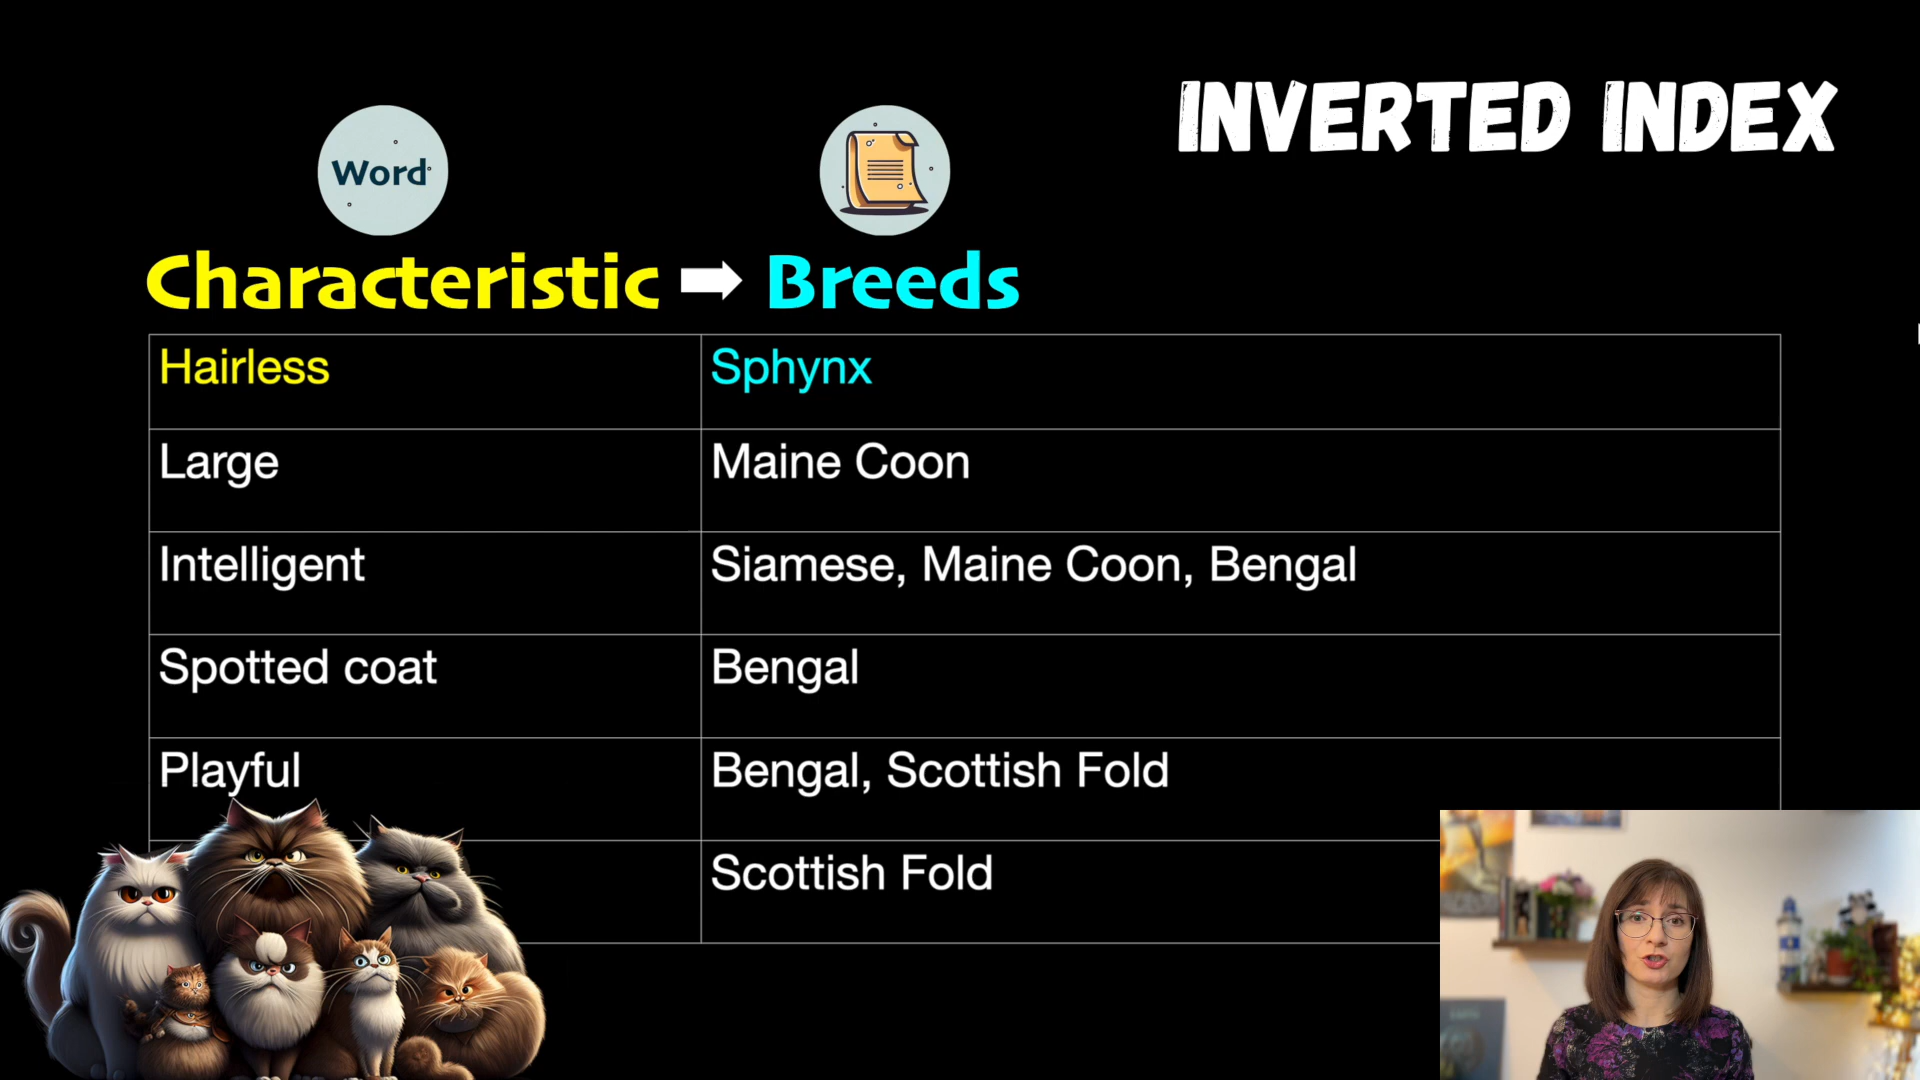 INVERTED INDEX
Word
Characteristic ➡ Breeds
Hairless Sphynx
Large Maine Coon
Intelligent Siamese, Maine Coon, Bengal
Spotted coat Bengal
Playful Bengal, Scottish Fold
Scottish Fold